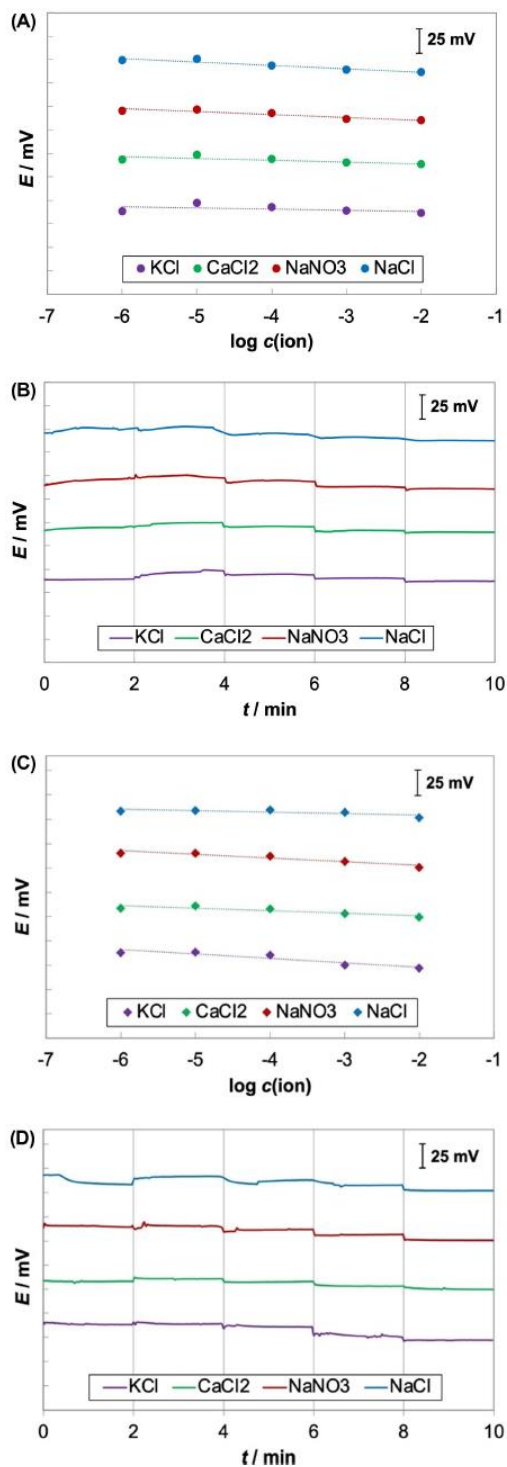 (A)
25 mV
E / mV
KCl CaCl2 NaNO3 NaCl
-7 -6 -5 -4 -3 -2 -1
log c(ion)
(B)
25 mV
E / mV
KCl CaCl2 NaNO3 NaCl
0 2 4 6 8 10
t / min
(C)
25 mV
E / mV
KCl CaCl2 NaNO3 NaCl
-7 -6 -5 -4 -3 -2 -1
log c(ion)
(D)
25 mV
E / mV
KCl CaCl2 NaNO3 NaCl
0 2 4 6 8 10
t / min